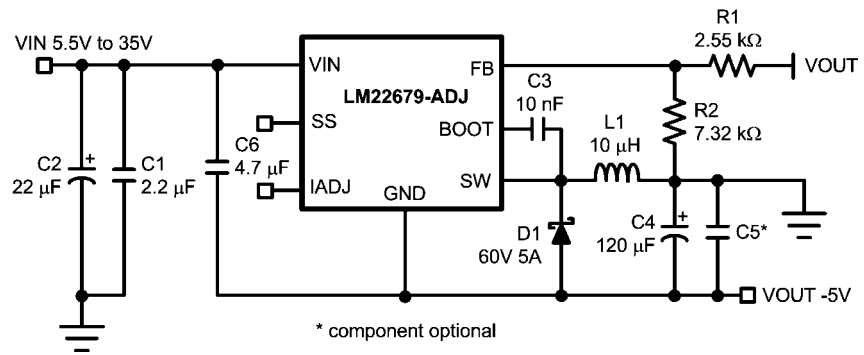 VIN 5.5V to 35V
R1
2.55 kΩ
VOUT
VIN
FB
LM22679-ADJ
C3
10 nF
R2
7.32 kΩ
SS
BOOT
L1
10 μH
C6
4.7 μF
C2
22 μF
+
C1
2.2 μF
IADJ
GND
SW
D1
60V 5A
C4
120 μF
+
C5*
VOUT -5V
* component optional